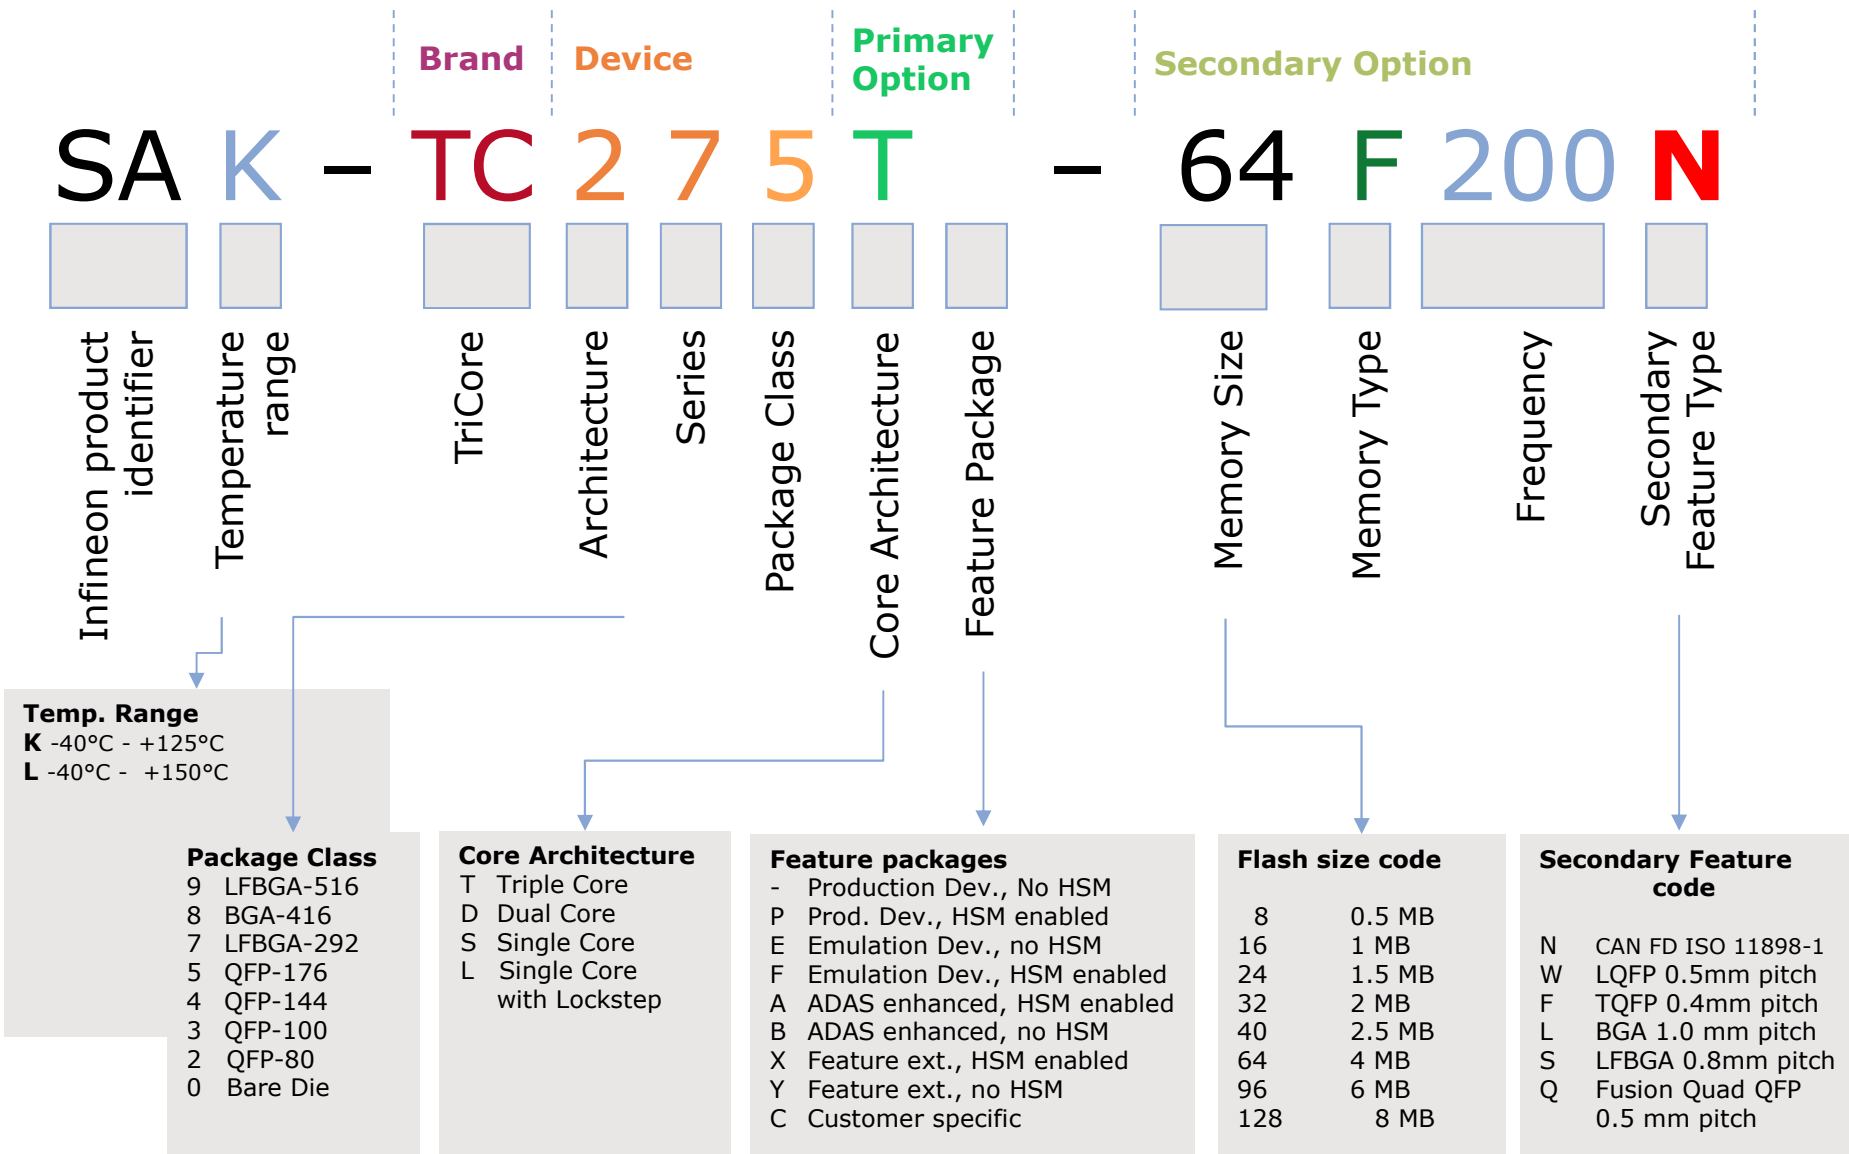 Brand
Device
Primary
Option
Secondary Option
SA K – TC 2 7 5 T – 64 F 200 N
Infineon product
identifier
Temperature
range
TriCore
Architecture
Series
Package Class
Core Architecture
Feature Package
Memory Size
Memory Type
Frequency
Secondary
Feature Type
Temp. Range
K -40°C - +125°C
L -40°C - +150°C
Package Class
9 LFBGA-516
8 BGA-416
7 LFBGA-292
5 QFP-176
4 QFP-144
3 QFP-100
2 QFP-80
0 Bare Die
Core Architecture
T Triple Core
D Dual Core
S Single Core
L Single Core
with Lockstep
Feature packages
- Production Dev., No HSM
P Prod. Dev., HSM enabled
E Emulation Dev., no HSM
F Emulation Dev., HSM enabled
A ADAS enhanced, HSM enabled
B ADAS enhanced, no HSM
X Feature ext., HSM enabled
Y Feature ext., no HSM
C Customer specific
Flash size code
8 0.5 MB
16 1 MB
24 1.5 MB
32 2 MB
40 2.5 MB
64 4 MB
96 6 MB
128 8 MB
Secondary Feature
code
N CAN FD ISO 11898-1
W LQFP 0.5mm pitch
F TQFP 0.4mm pitch
L BGA 1.0 mm pitch
S LFBGA 0.8mm pitch
Q Fusion Quad QFP
0.5 mm pitch